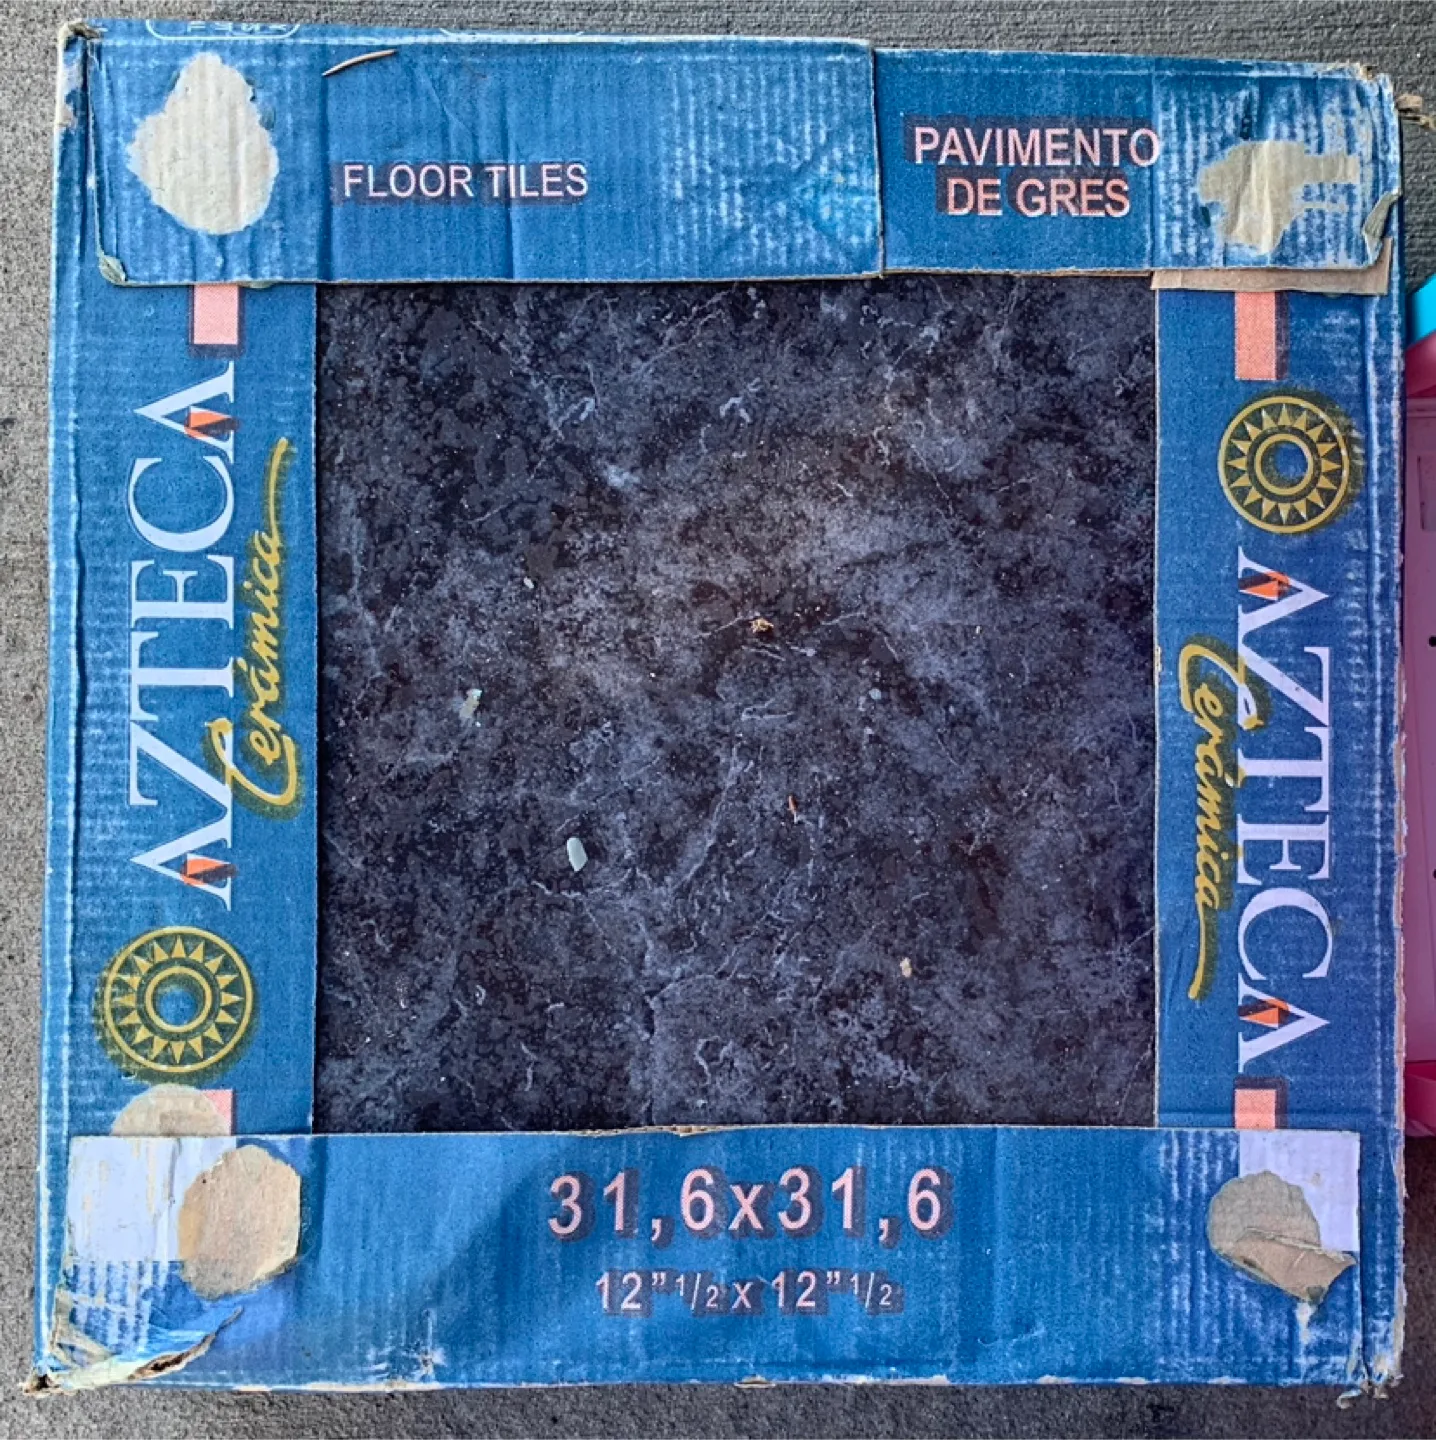 FLOOR TILES
PAVIMENTO
DE GRES
AZTECA
Cerámica
AZTECA
Cerámica
31,6x31,6
12”1/2 x 12”1/2